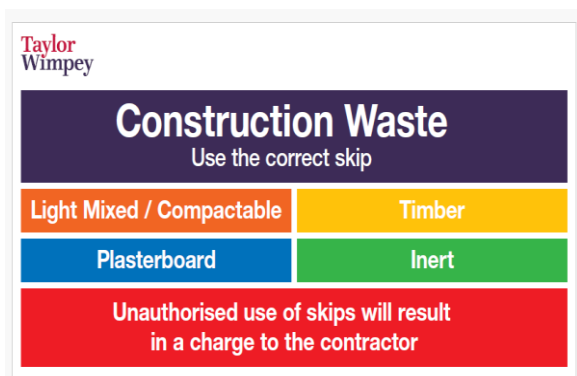 Taylor
Wimpey
Construction Waste
Use the correct skip
Light Mixed / Compactable
Timber
Plasterboard
Inert
Unauthorised use of skips will result
in a charge to the contractor